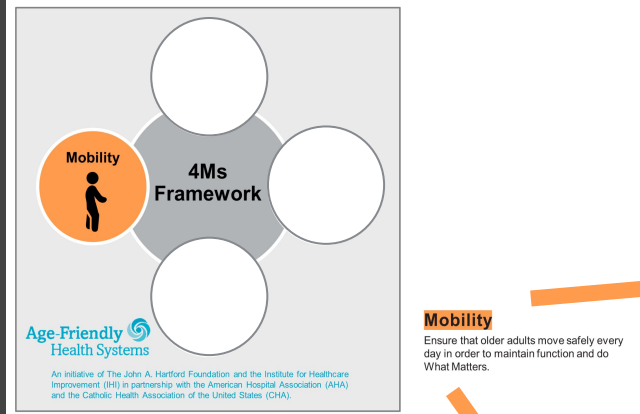 Mobility
4Ms
Framework
Age-Friendly
Health Systems
An initiative of The John A. Hartford Foundation and the Institute for Healthcare
Improvement (IHI) in partnership with the American Hospital Association (AHA)
and the Catholic Health Association of the United States (CHA).
Mobility
Ensure that older adults move safely every
day in order to maintain function and do
What Matters.